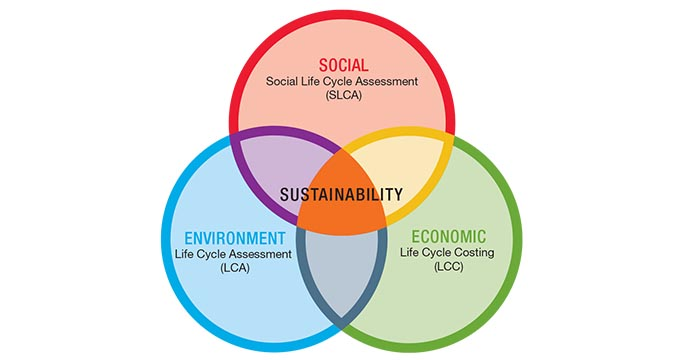 SOCIAL
Social Life Cycle Assessment
(SLCA)
SUSTAINABILITY
ENVIRONMENT
Life Cycle Assessment
(LCA)
ECONOMIC
Life Cycle Costing
(LCC)